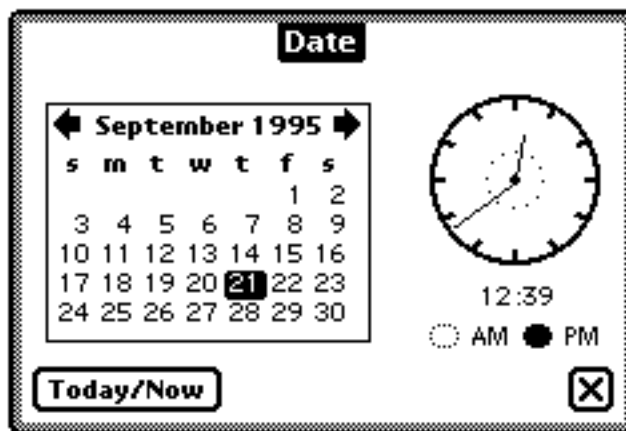 Date
September 1995
s m t w t f s
1 2
3 4 5 6 7 8 9
10 11 12 13 14 15 16
17 18 19 20 21 22 23
24 25 26 27 28 29 30
12:39
AM PM
Today/Now